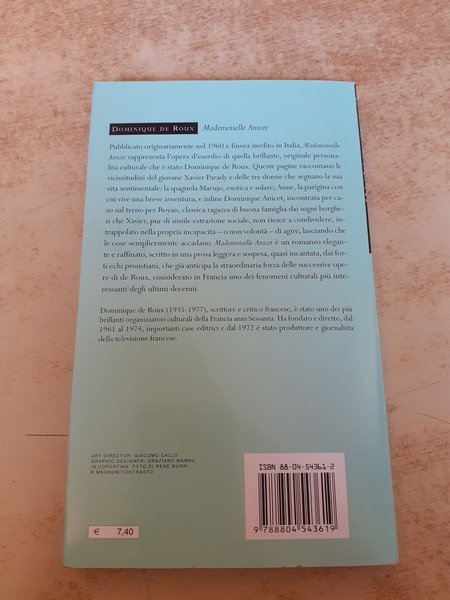 DOMINIQUE DE ROUX Mademoiselle Anicet
Pubblicato originariamente nel 1960 e finora inedito in Italia, Mademoiselle
Anicet rappresenta l'opera d'esordio di quella brillante, originale persona-
lità culturale che è stato Dominique de Roux. Queste pagine raccontano le
vicissitudini del giovane Xavier Parady e delle tre donne che segnano la sua
vita sentimentale: la spagnola Marujo, esotica e solare; Anne, la parigina con
cui vive una breve avventura; e infine Dominique Anicet, incontrata per ca-
so sul treno per Royan, classica ragazza di buona famiglia dai sogni borghe-
si che Xavier, pur di simile estrazione sociale, non riesce a condividere, in-
trappolato nella propria incapacità – o non volontà – di agire, lasciando che
le cose semplicemente accadano. Mademoiselle Anicet è un romanzo elegan-
te e raffinato, scritto in una prosa leggera e sospesa, quasi incantata, dai for-
ti echi proustiani, che già anticipa la straordinaria forza delle successive ope-
re di de Roux, considerato in Francia uno dei fenomeni culturali più inte-
ressanti degli ultimi decenni.
Dominique de Roux (1935-1977), scrittore e critico francese, è stato uno dei più
brillanti organizzatori culturali della Francia anni Sessanta. Ha fondato e diretto, dal
1961 al 1974, importanti case editrici e dal 1972 è stato produttore e giornalista
della televisione francese.
ART DIRECTOR: GIACOMO CALLO
GRAPHIC DESIGNER: GRAZIANO MANNU
IN COPERTINA: FOTO DI RENÉ BURRI
© MAGNUM/CONTRASTO
ISBN 88-04-54361-2
9 788804 543619
€ 7,40